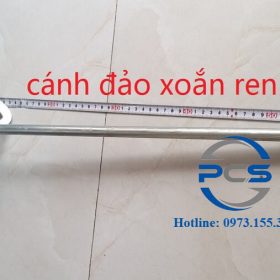 cánh đảo xoắn ren
PCS
Hotline: 0973.155.3